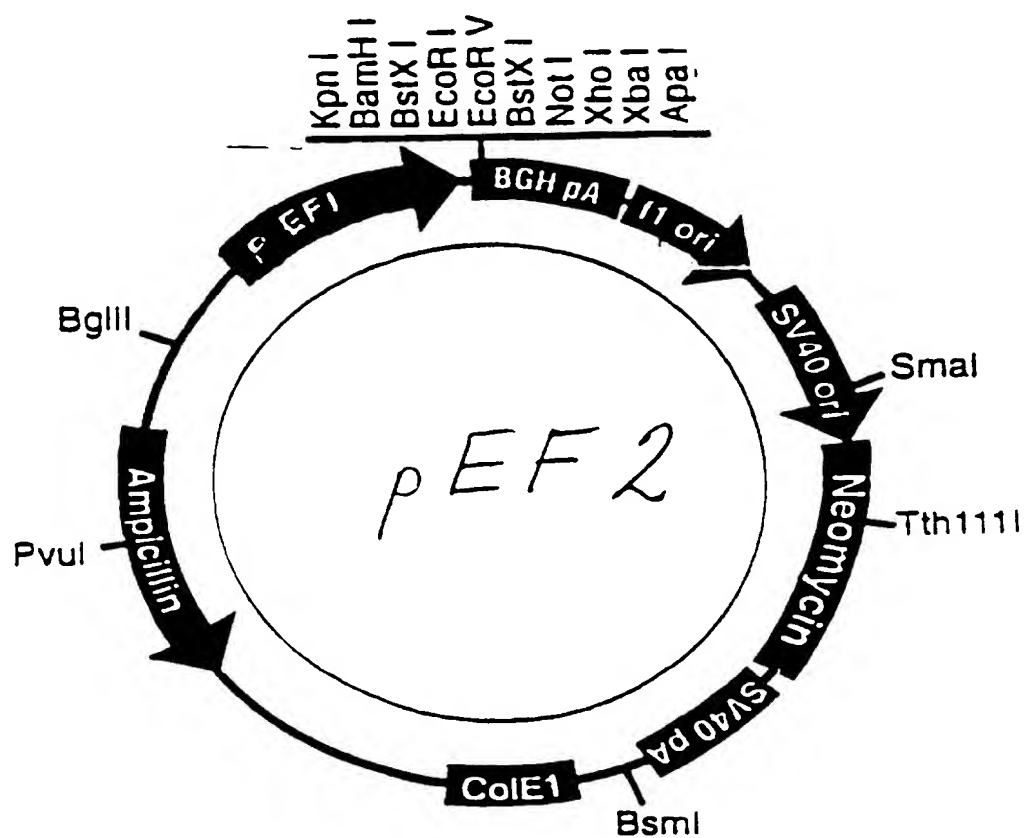 Kpn I
BamH I
BstX I
EcoR I
EcoR V
BstX I
Not I
Xho I
Xba I
Apa I
P EFI
BGH pA
f1 ori
SV40 ori
SmaI
Neomycin
Tth111I
SV40 pA
BsmI
ColE1
Ampicillin
PvuI
BglII
pEF2